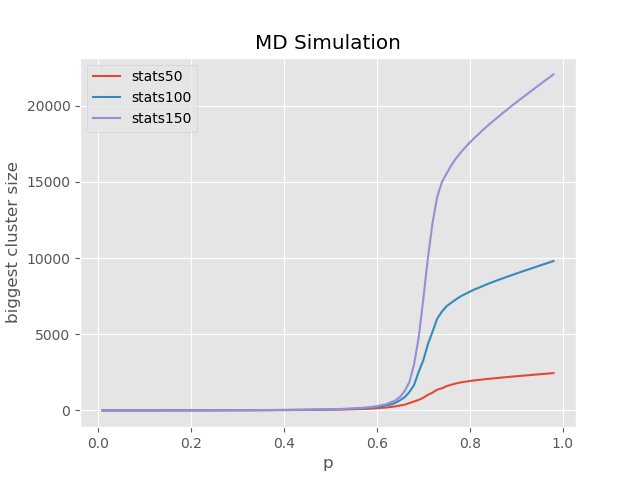 MD Simulation
stats50
stats100
stats150
biggest cluster size
20000
15000
10000
5000
0
0.0 0.2 0.4 0.6 0.8 1.0
p